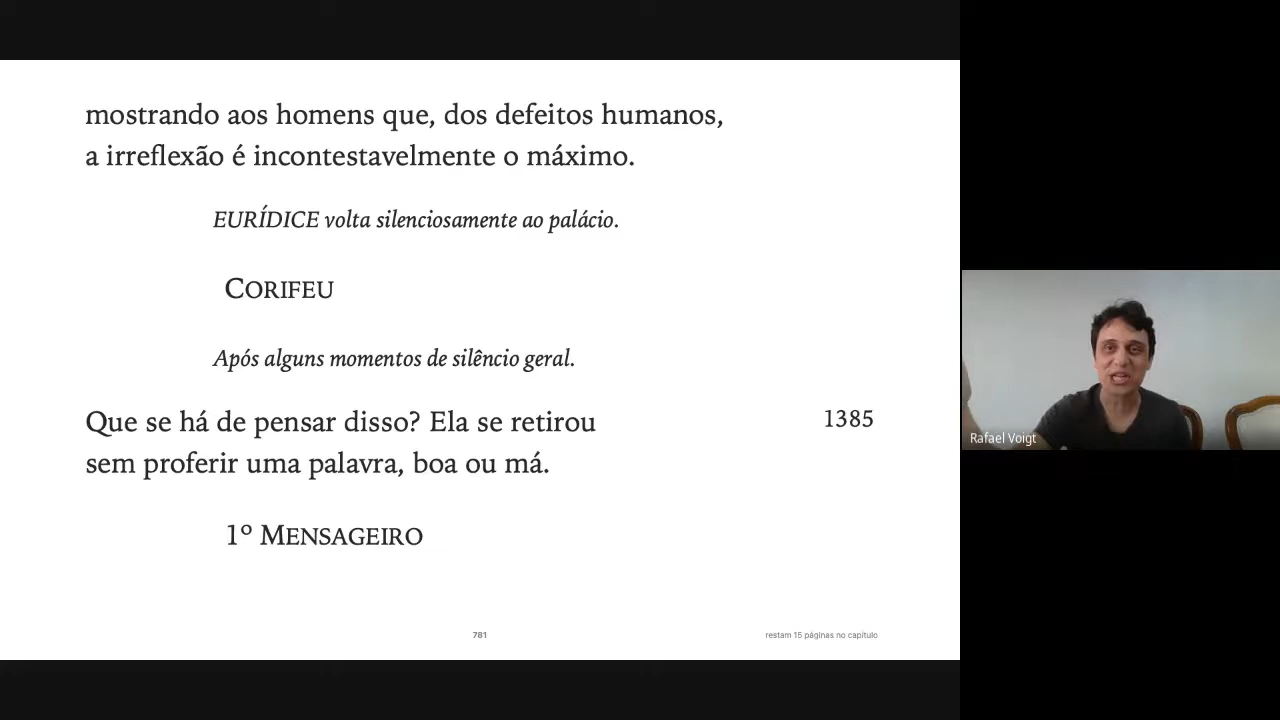 mostrando aos homens que, dos defeitos humanos,
a irreflexão é incontestavelmente o máximo.
EURÍDICE volta silenciosamente ao palácio.
CORIFEU
Após alguns momentos de silêncio geral.
Que se há de pensar disso? Ela se retirou 1385
sem proferir uma palavra, boa ou má.
1º MENSAGEIRO
781 restam 15 páginas no capítulo
Rafael Voigt